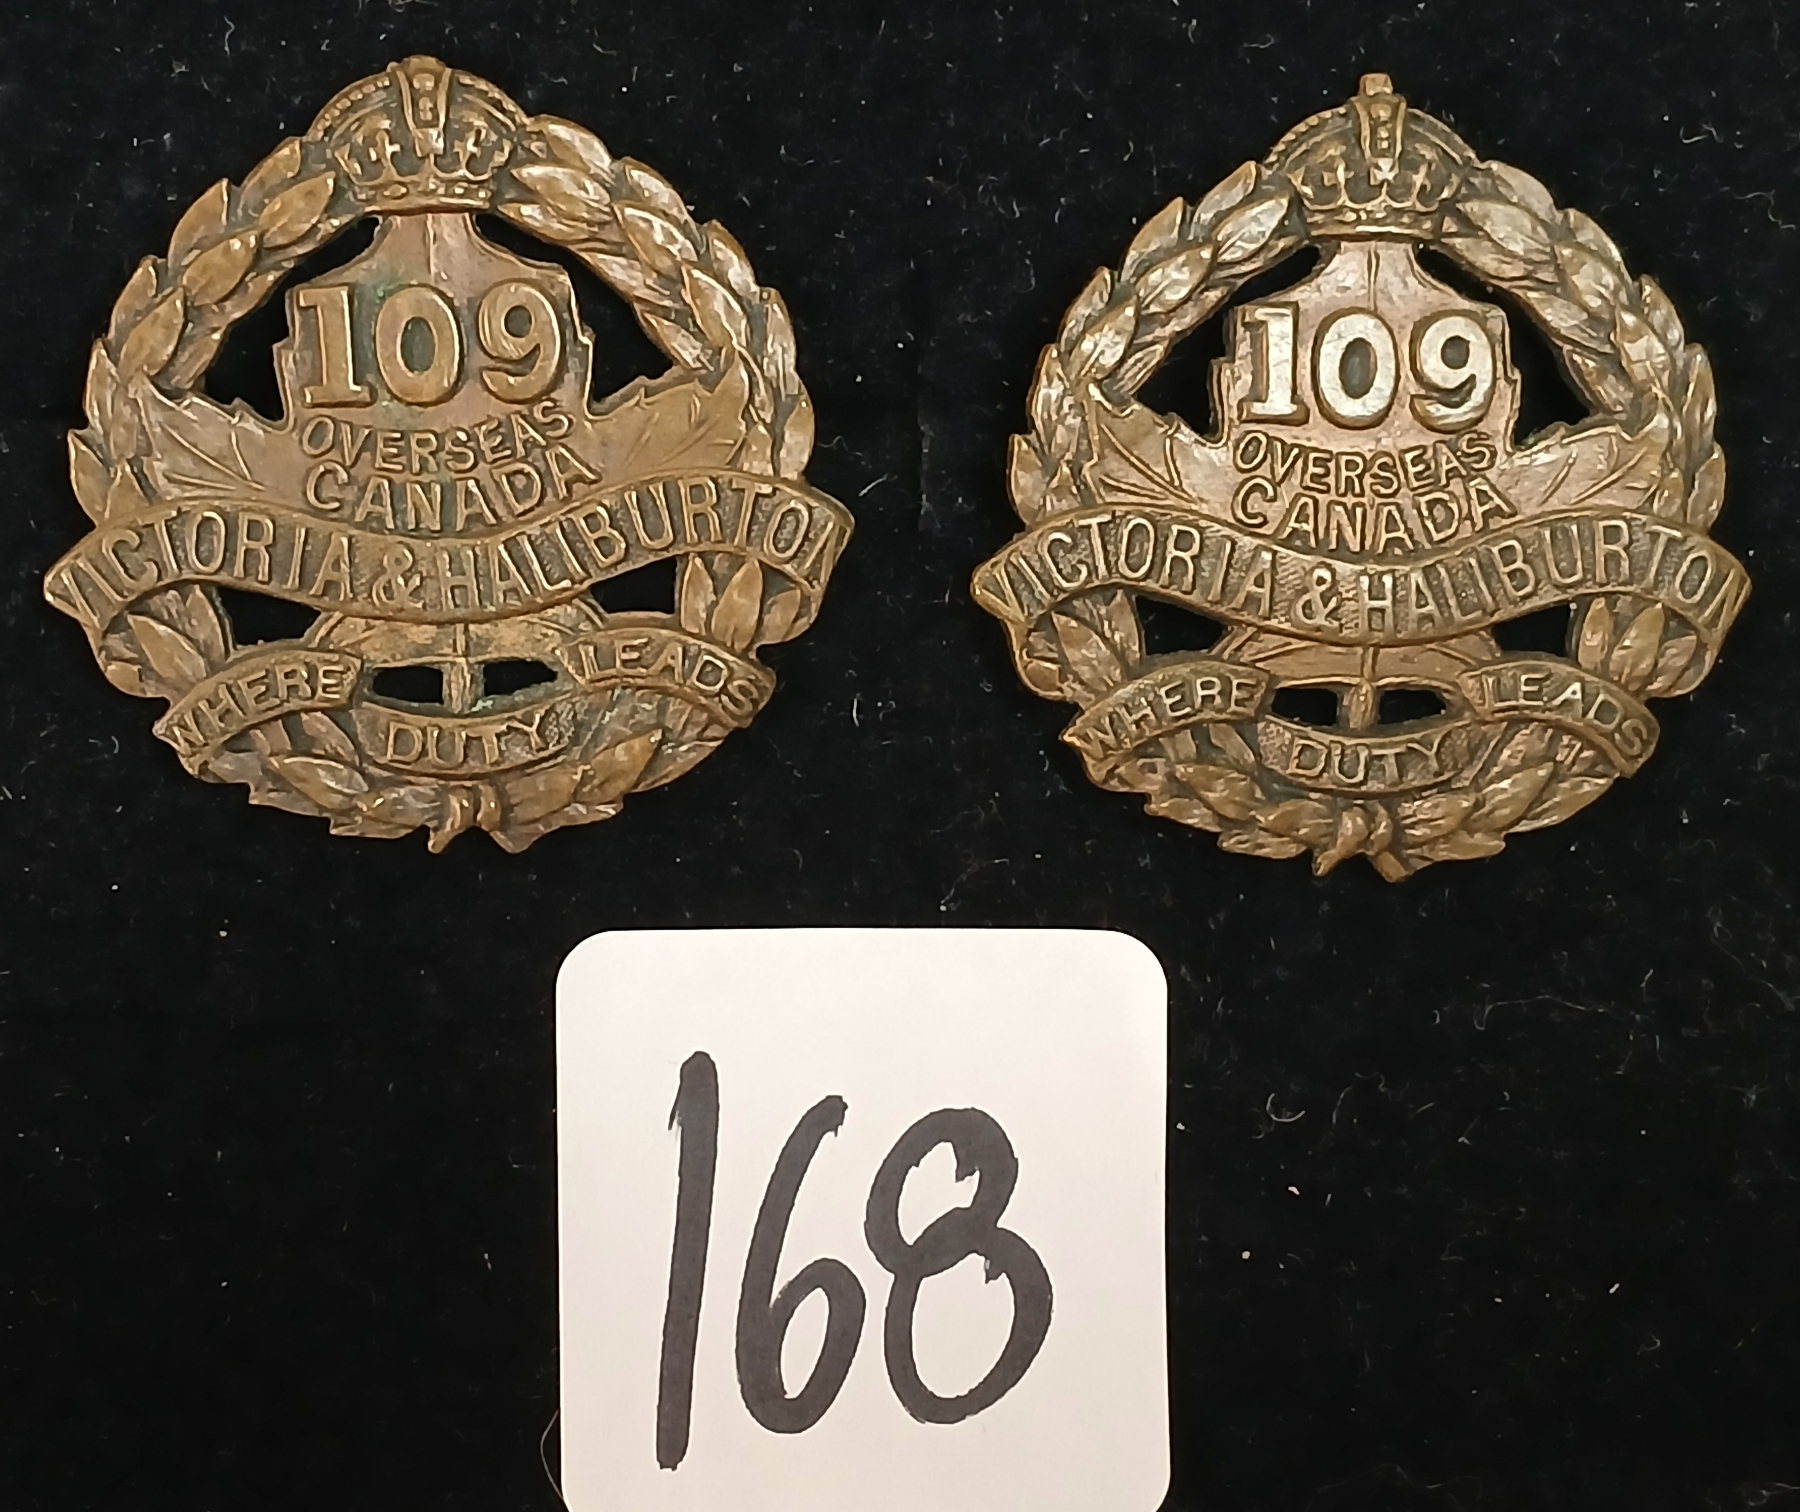 109
OVERSEAS
CANADA
VICTORIA & HALIBURTON
WHERE DUTY LEADS
109
OVERSEAS
CANADA
VICTORIA & HALIBURTON
WHERE DUTY LEADS
168